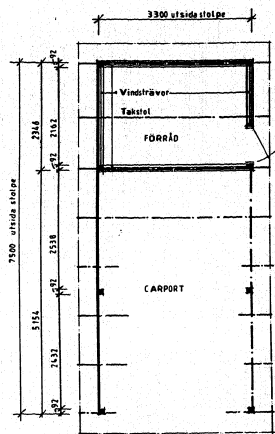 3300 utsida stolpe
Vindsträvor
Takstol
FÖRRÅD
CARPORT
7500 utsida stolpe
2346
5154
92
2162
92
2538
92
2432
92